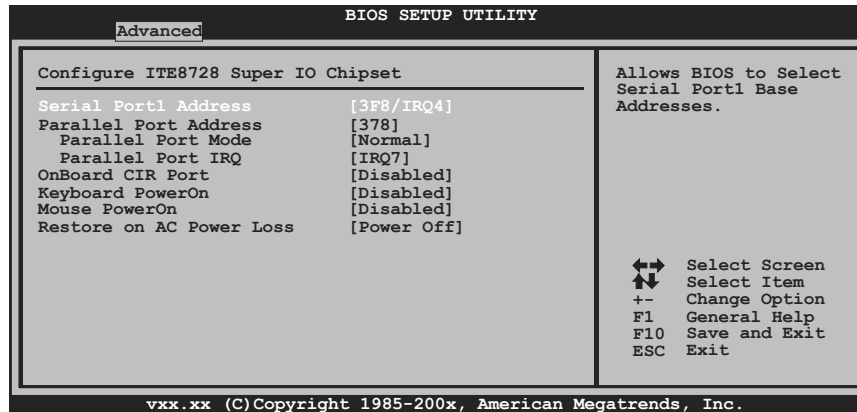 BIOS SETUP UTILITY
Advanced
Configure ITE8728 Super IO Chipset
Serial Port1 Address [3F8/IRQ4]
Parallel Port Address [378]
Parallel Port Mode [Normal]
Parallel Port IRQ [IRQ7]
OnBoard CIR Port [Disabled]
Keyboard PowerOn [Disabled]
Mouse PowerOn [Disabled]
Restore on AC Power Loss [Power Off]
Allows BIOS to Select
Serial Port1 Base
Addresses.
Select Screen
Select Item
+- Change Option
F1 General Help
F10 Save and Exit
ESC Exit
vxx.xx (C)Copyright 1985-200x, American Megatrends, Inc.